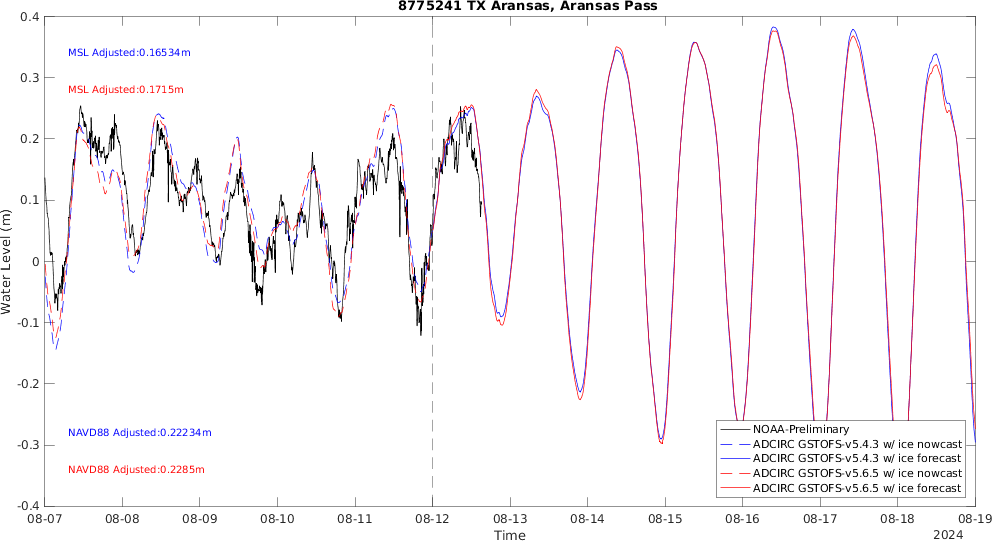 8775241 TX Aransas, Aransas Pass
0.4
MSL Adjusted:0.16534m
0.3
MSL Adjusted:0.1715m
0.2
0.1
0
Water Level (m)
-0.1
-0.2
NAVD88 Adjusted:0.22234m
-0.3
NAVD88 Adjusted:0.2285m
-0.4
NOAA-Preliminary
ADCIRC GSTOFS-v5.4.3 w/ ice nowcast
ADCIRC GSTOFS-v5.4.3 w/ ice forecast
ADCIRC GSTOFS-v5.6.5 w/ ice nowcast
ADCIRC GSTOFS-v5.6.5 w/ ice forecast
08-07 08-08 08-09 08-10 08-11 08-12 08-13 08-14 08-15 08-16 08-17 08-18 08-19
Time
2024